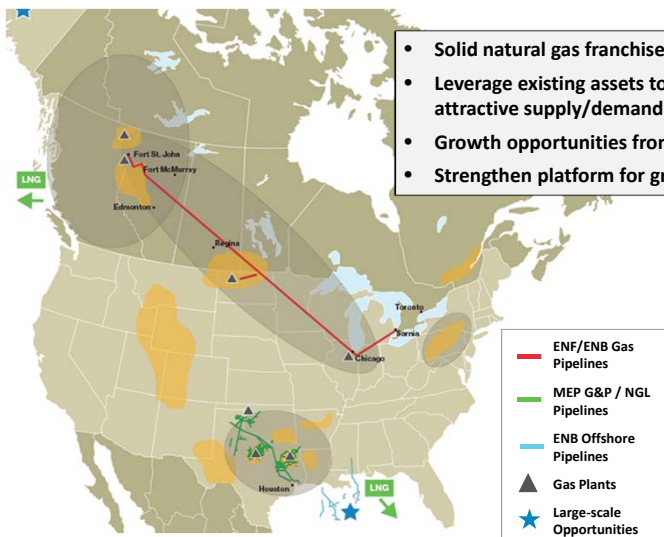 • Solid natural gas franchise
• Leverage existing assets to
attractive supply/demand
• Growth opportunities from
• Strengthen platform for gr
Fort St. John
Fort McMurray
LNG
Edmonton
Regina
Toronto
Sarnia
Chicago
Houston
LNG
ENF/ENB Gas
Pipelines
MEP G&P / NGL
Pipelines
ENB Offshore
Pipelines
Gas Plants
Large-scale
Opportunities